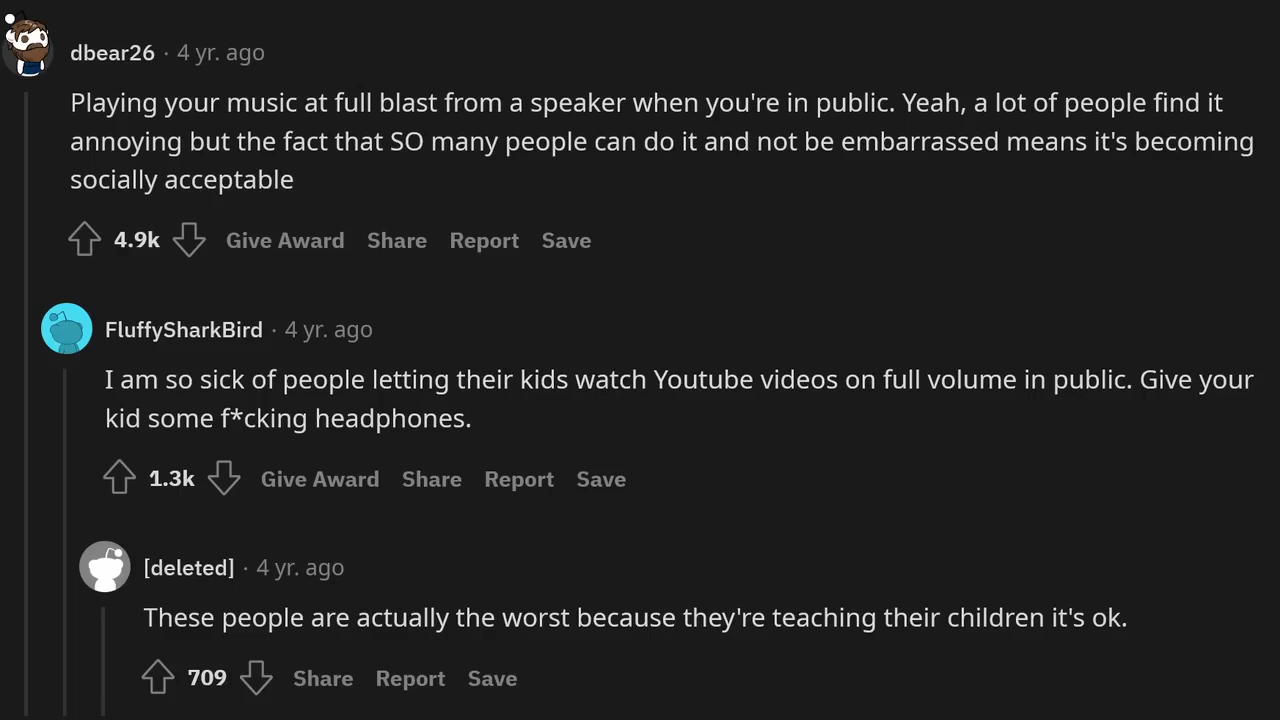 dbear26 · 4 yr. ago
Playing your music at full blast from a speaker when you're in public. Yeah, a lot of people find it
annoying but the fact that SO many people can do it and not be embarrassed means it's becoming
socially acceptable
4.9k Give Award Share Report Save
FluffySharkBird · 4 yr. ago
I am so sick of people letting their kids watch Youtube videos on full volume in public. Give your
kid some f*cking headphones.
1.3k Give Award Share Report Save
[deleted] · 4 yr. ago
These people are actually the worst because they're teaching their children it's ok.
709 Share Report Save